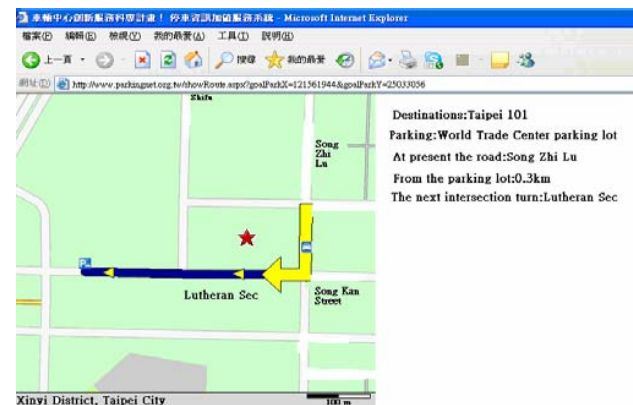 車輛中心創新服務科專計畫！ 停車資訊加值服務系統 - Microsoft Internet Explorer
檔案(F) 編輯(E) 檢視(V) 我的最愛(A) 工具(T) 說明(H)
上一頁 搜尋 我的最愛
網址(D) http://www.parkingnet.org.tw/showRoute.aspx?goalParkX=121561944&goalParkY=25033056
Zhifu
Song
Zhi
Lu
Lutheran Sec
Song Kan
Street
Xinyi District, Taipei City
100 m
Destinations:Taipei 101
Parking:World Trade Center parking lot
At present the road:Song Zhi Lu
From the parking lot:0.3km
The next intersection turn:Lutheran Sec